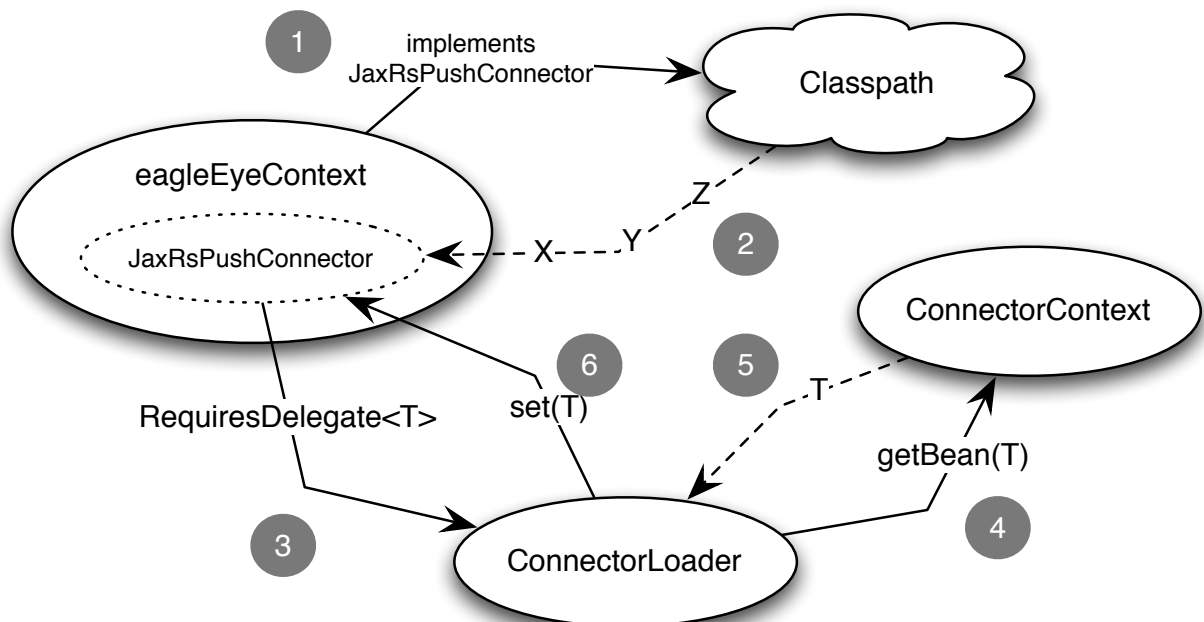 1
implements
JaxRsPushConnector
Classpath
eagleEyeContext
Z
Y
X
2
JaxRsPushConnector
ConnectorContext
6
5
T
RequiresDelegate<T>
set(T)
getBean(T)
3
4
ConnectorLoader